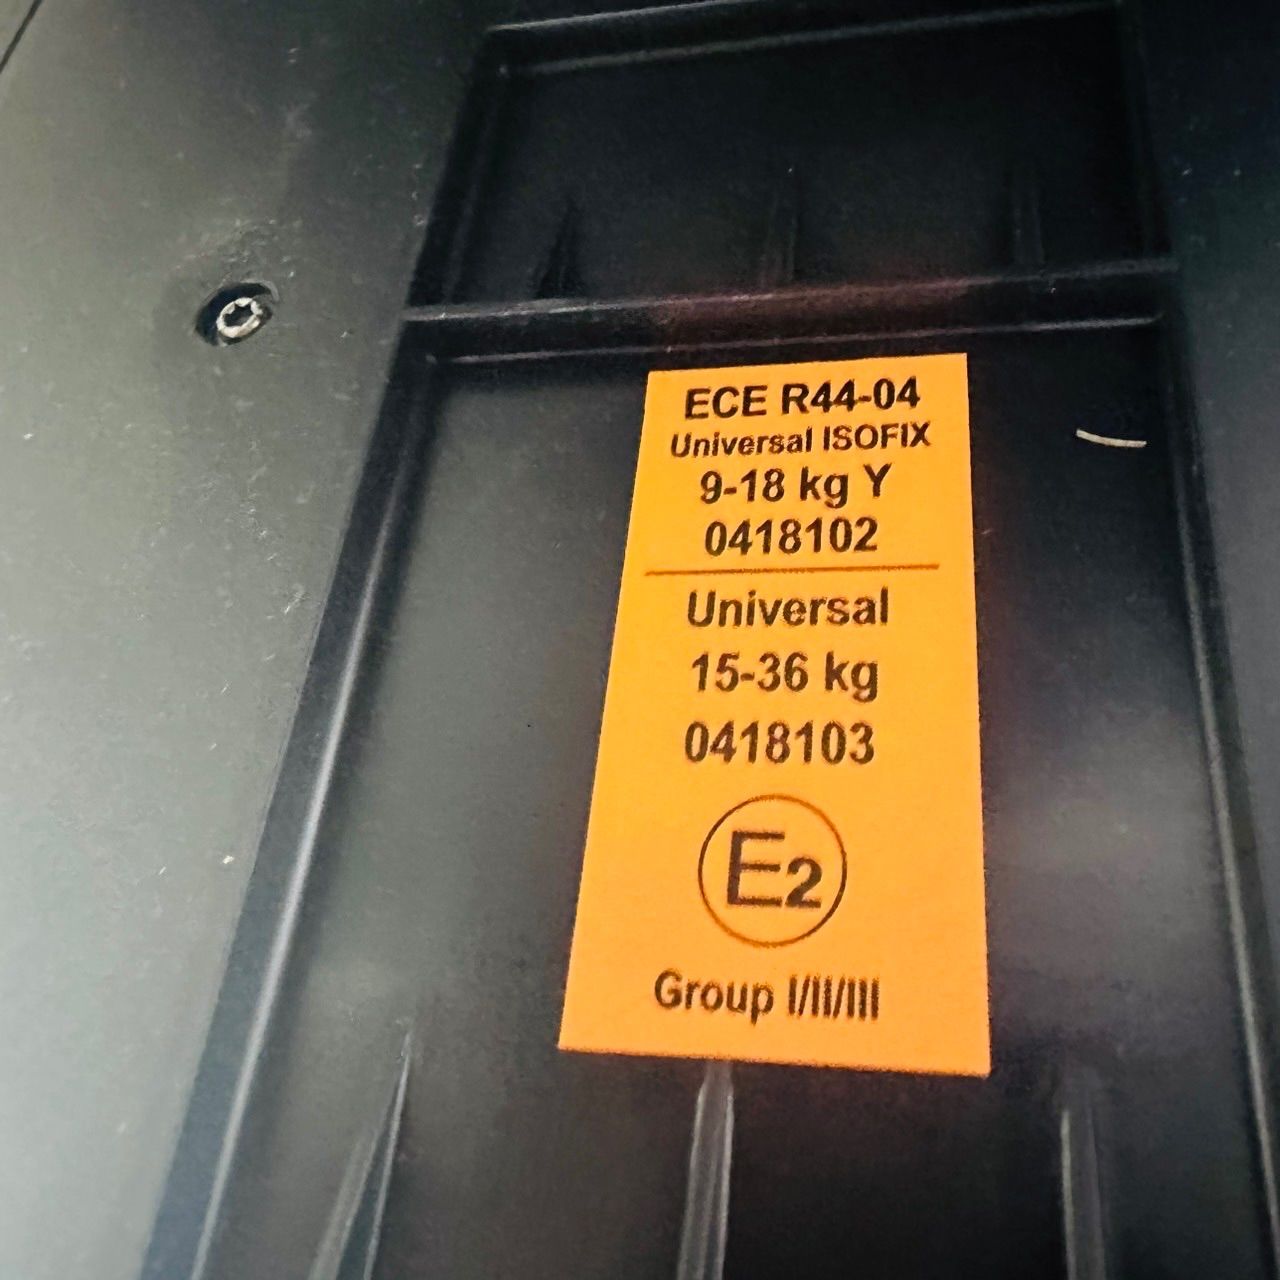 ECE R44-04
Universal ISOFIX
9-18 kg Y
0418102
Universal
15-36 kg
0418103
E2
Group I/II/III